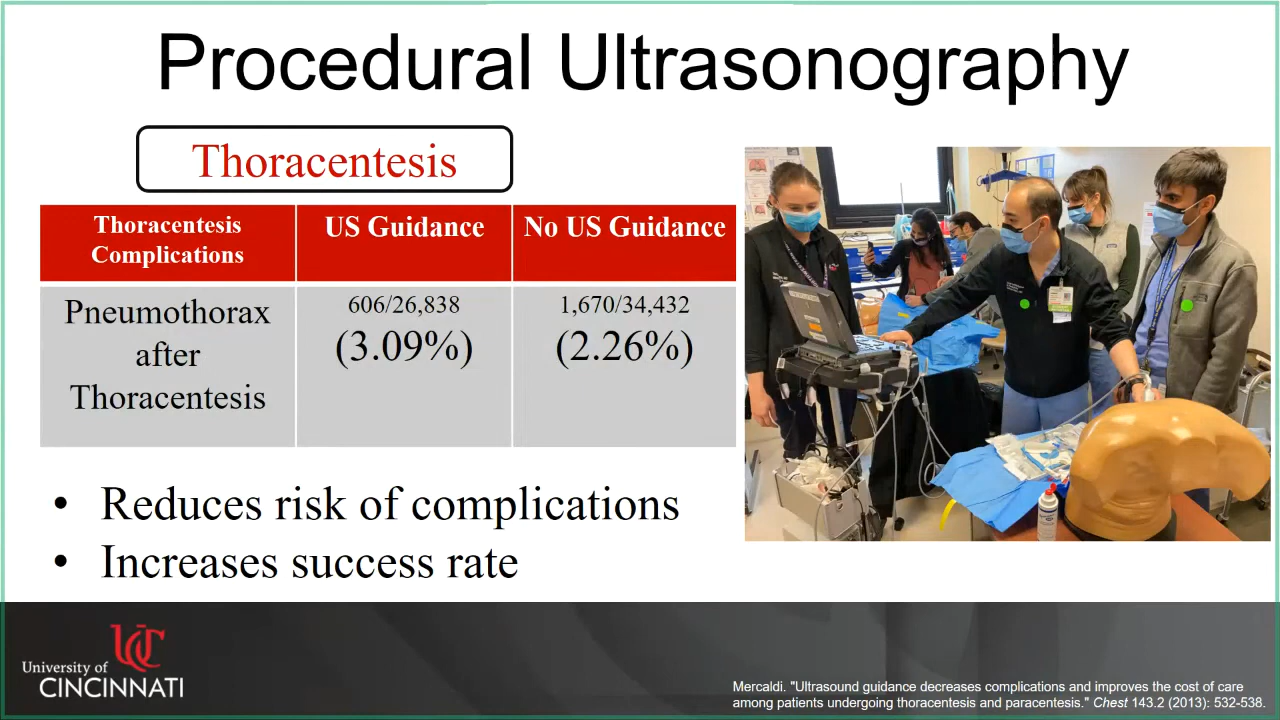 Procedural Ultrasonography
Thoracentesis
Thoracentesis
Complications
US Guidance
No US Guidance
Pneumothorax
after
Thoracentesis
606/26,838
(3.09%)
1,670/34,432
(2.26%)
• Reduces risk of complications
• Increases success rate
UC
University of
CINCINNATI
Mercaldi. "Ultrasound guidance decreases complications and improves the cost of care
among patients undergoing thoracentesis and paracentesis." Chest 143.2 (2013): 532-538.